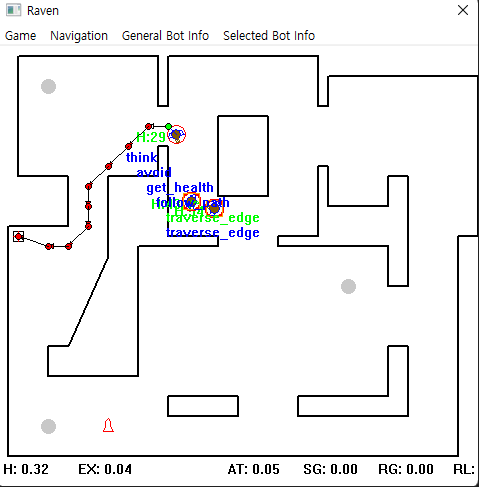 Raven
Game Navigation General Bot Info Selected Bot Info
H:29
think
avoid
get_health
follow_path
traverse_edge
traverse_edge
H: 0.32 EX: 0.04 AT: 0.05 SG: 0.00 RG: 0.00 RL: